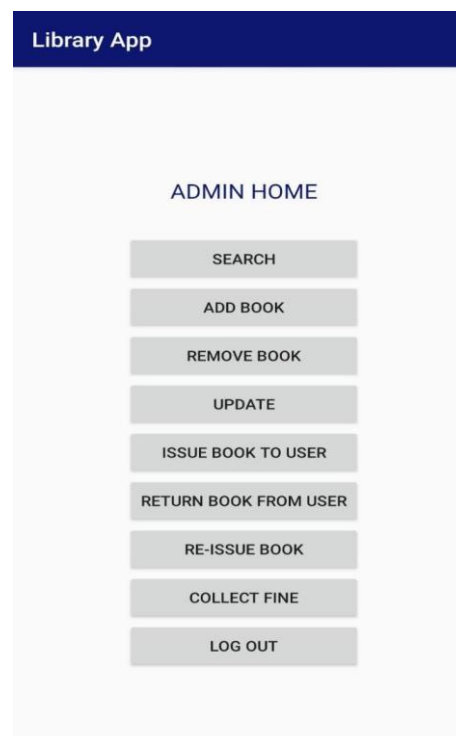 Library App
ADMIN HOME
SEARCH
ADD BOOK
REMOVE BOOK
UPDATE
ISSUE BOOK TO USER
RETURN BOOK FROM USER
RE-ISSUE BOOK
COLLECT FINE
LOG OUT